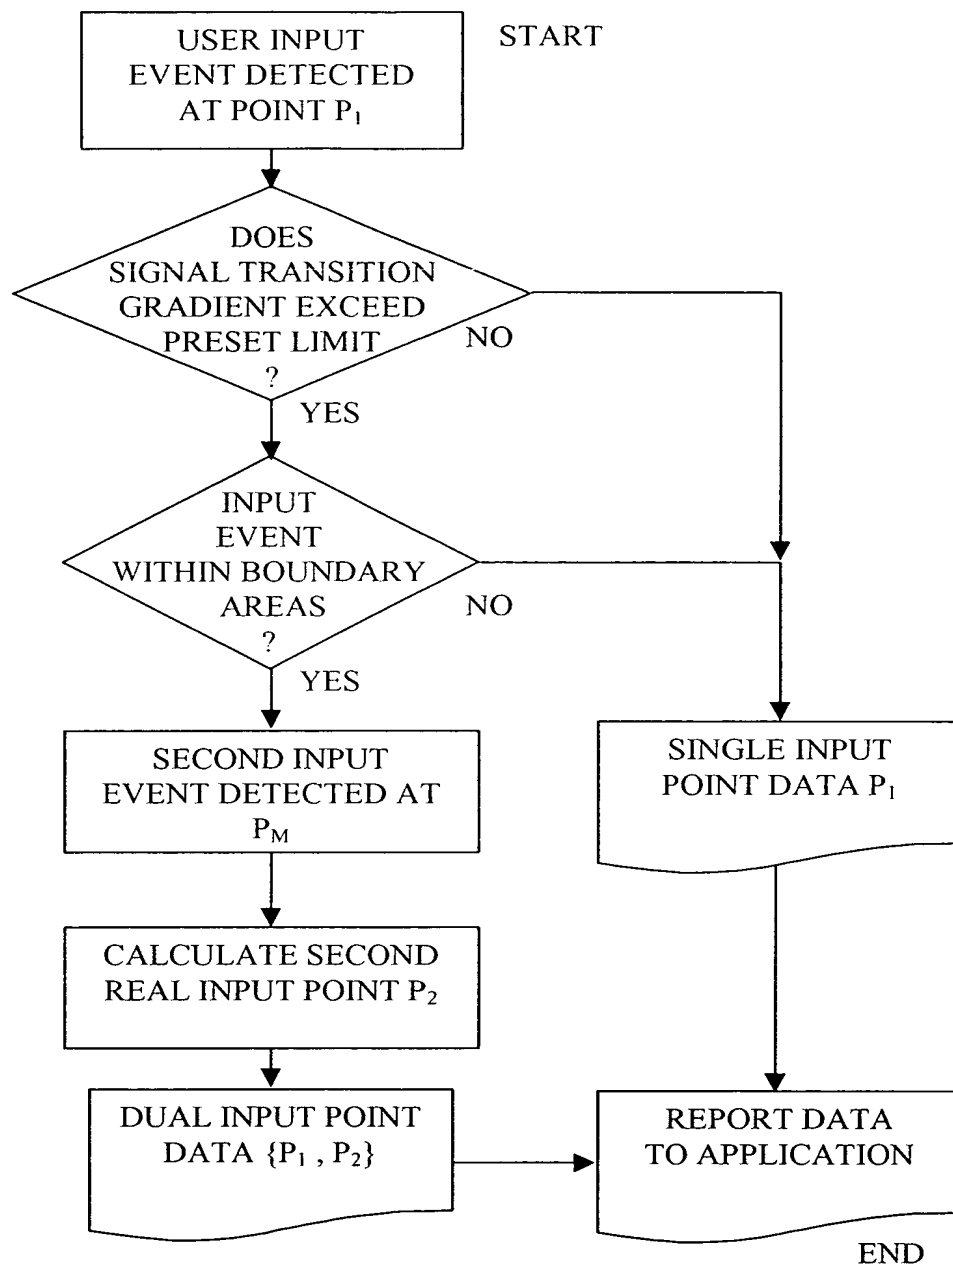 USER INPUT
EVENT DETECTED
AT POINT P₁
START
DOES
SIGNAL TRANSITION
GRADIENT EXCEED
PRESET LIMIT
?
NO
YES
INPUT
EVENT
WITHIN BOUNDARY
AREAS
?
NO
YES
SECOND INPUT
EVENT DETECTED AT
P_M
SINGLE INPUT
POINT DATA P₁
CALCULATE SECOND
REAL INPUT POINT P₂
DUAL INPUT POINT
DATA {P₁ , P₂}
REPORT DATA
TO APPLICATION
END